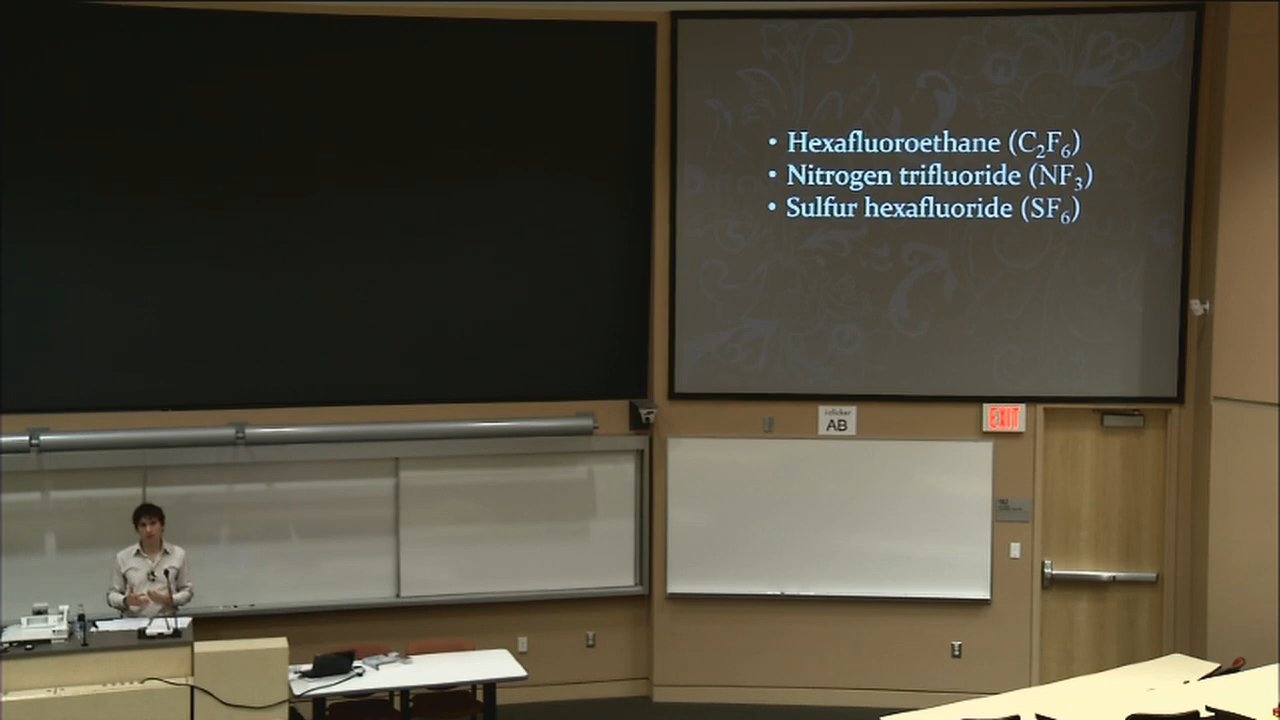 • Hexafluoroethane (C₂F₆)
• Nitrogen trifluoride (NF₃)
• Sulfur hexafluoride (SF₆)
i-clicker
AB
EXIT